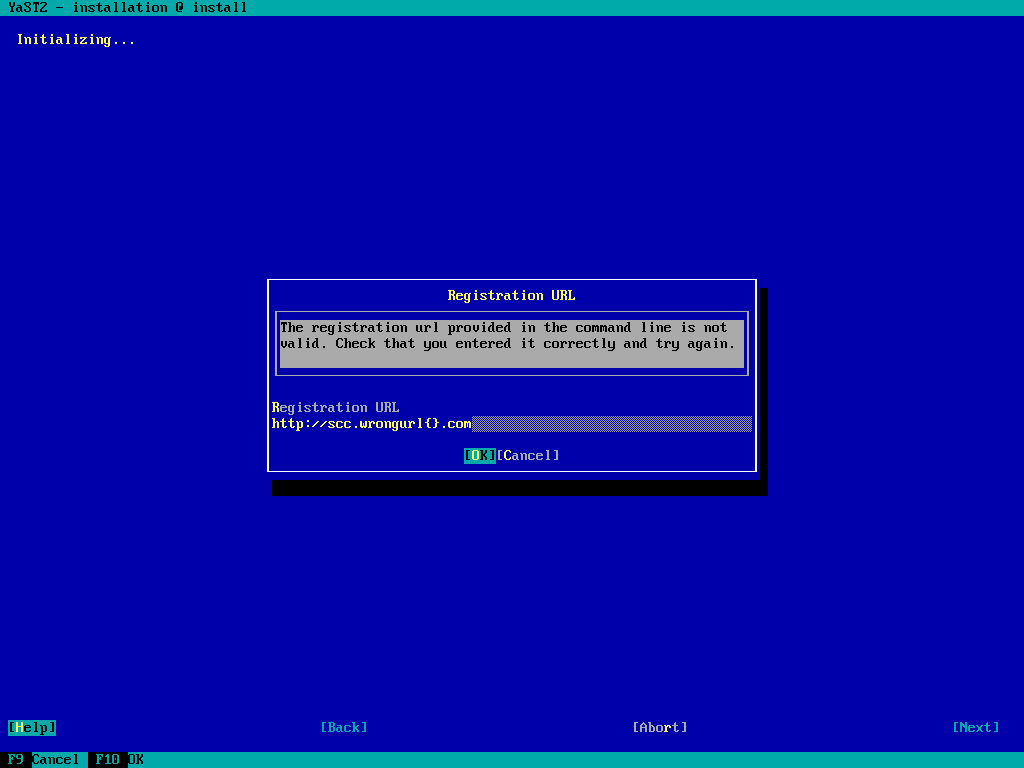 YaST2 - installation @ install
Initializing...
Registration URL
The registration url provided in the command line is not
valid. Check that you entered it correctly and try again.
Registration URL
http://scc.wrongurl{}.com
[OK][Cancel]
[Help] [Back] [Abort] [Next]
F9 Cancel F10 OK